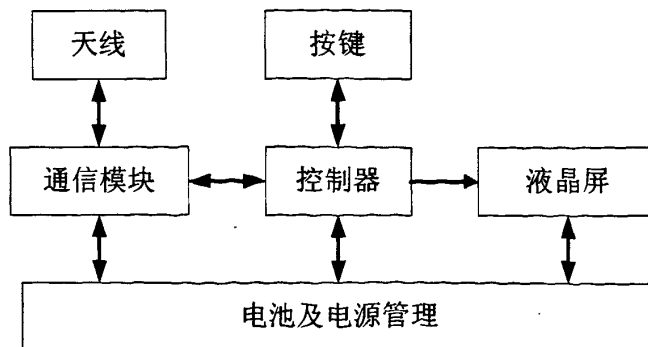 天线
按键
通信模块
控制器
液晶屏
电池及电源管理